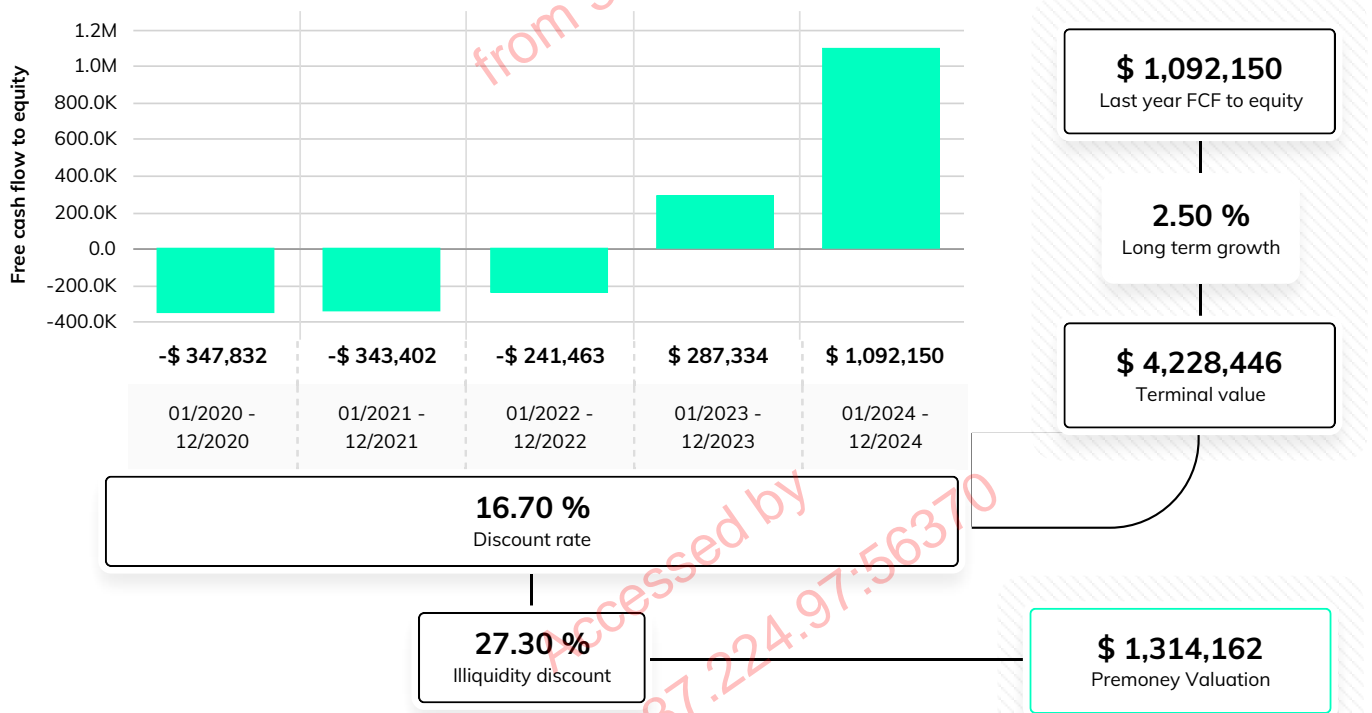 Free cash flow to equity
1.2M
1.0M
800.0K
600.0K
400.0K
200.0K
0.0
-200.0K
-400.0K
-$ 347,832
-$ 343,402
-$ 241,463
$ 287,334
$ 1,092,150
01/2020 -
12/2020
01/2021 -
12/2021
01/2022 -
12/2022
01/2023 -
12/2023
01/2024 -
12/2024
$ 1,092,150
Last year FCF to equity
2.50 %
Long term growth
$ 4,228,446
Terminal value
16.70 %
Discount rate
27.30 %
Illiquidity discount
$ 1,314,162
Premoney Valuation
from
Accessed by
37.224.97:56370